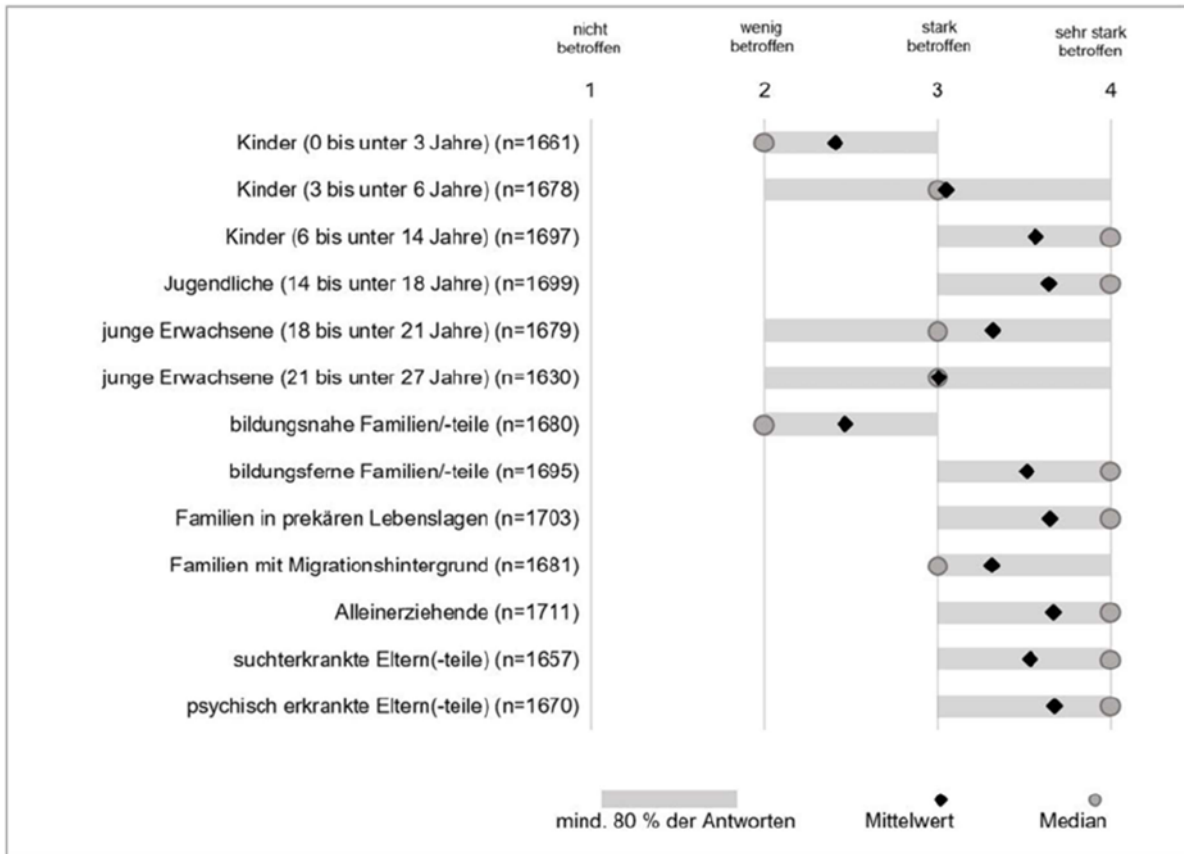 nicht
betroffen
wenig
betroffen
stark
betroffen
sehr stark
betroffen
1 2 3 4
Kinder (0 bis unter 3 Jahre) (n=1661)
Kinder (3 bis unter 6 Jahre) (n=1678)
Kinder (6 bis unter 14 Jahre) (n=1697)
Jugendliche (14 bis unter 18 Jahre) (n=1699)
junge Erwachsene (18 bis unter 21 Jahre) (n=1679)
junge Erwachsene (21 bis unter 27 Jahre) (n=1630)
bildungsnahe Familien/-teile (n=1680)
bildungsferne Familien/-teile (n=1695)
Familien in prekären Lebenslagen (n=1703)
Familien mit Migrationshintergrund (n=1681)
Alleinerziehende (n=1711)
suchterkrankte Eltern(-teile) (n=1657)
psychisch erkrankte Eltern(-teile) (n=1670)
mind. 80 % der Antworten Mittelwert Median